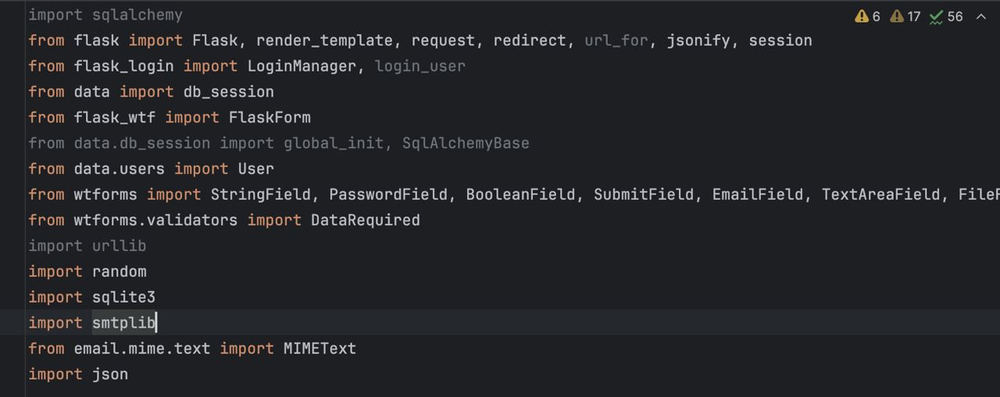 import sqlalchemy
6 17 56
from flask import Flask, render_template, request, redirect, url_for, jsonify, session
from flask_login import LoginManager, login_user
from data import db_session
from flask_wtf import FlaskForm
from data.db_session import global_init, SqlAlchemyBase
from data.users import User
from wtforms import StringField, PasswordField, BooleanField, SubmitField, EmailField, TextAreaField,
from wtforms.validators import DataRequired
import urllib
import random
import sqlite3
import smtplib
from email.mime.text import MIMEText
import json